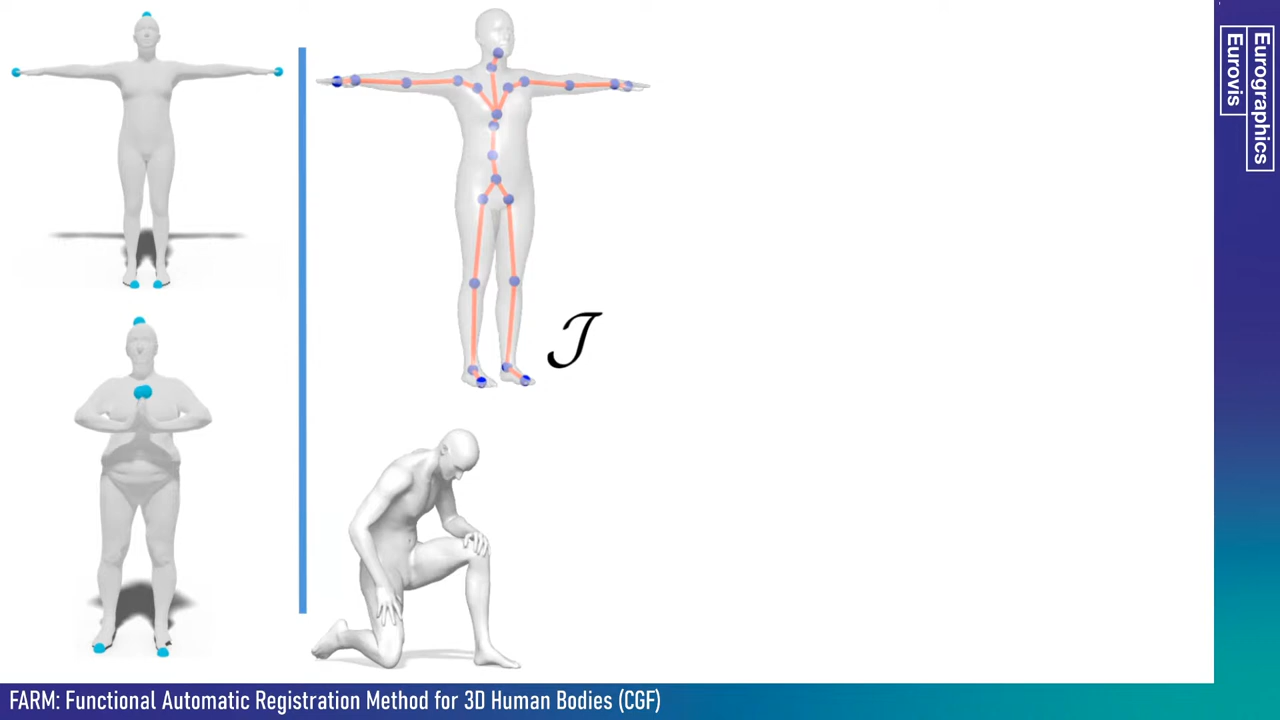 Eurographics
Eurovis
𝒥
FARM: Functional Automatic Registration Method for 3D Human Bodies (CGF)